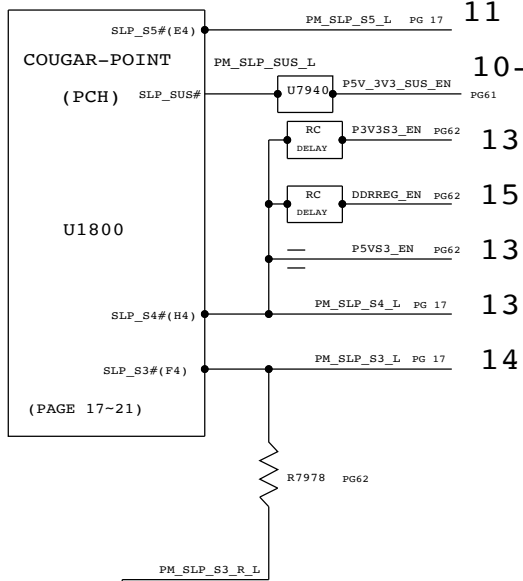 SLP_S5#(E4) PM_SLP_S5_L PG 17 11
COUGAR-POINT
(PCH)
PM_SLP_SUS_L
SLP_SUS# U7940 P5V_3V3_SUS_EN PG61 10-
RC DELAY P3V3S3_EN PG62 13
RC DELAY DDRREG_EN PG62 15
U1800
P5VS3_EN PG62 13
SLP_S4#(H4) PM_SLP_S4_L PG 17 13
SLP_S3#(F4) PM_SLP_S3_L PG 17 14
(PAGE 17~21)
R7978 PG62
PM_SLP_S3_R_L